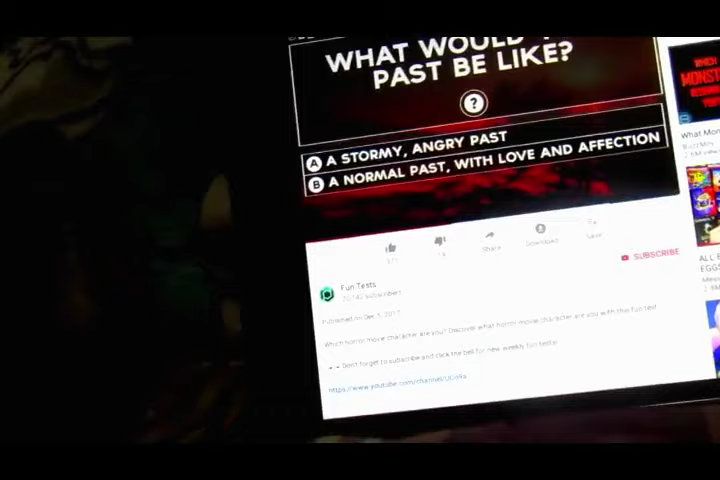 WHAT WOULD
PAST BE LIKE?
?
A A STORMY, ANGRY PAST
B A NORMAL PAST, WITH LOVE AND AFFECTION
Share
Download
Save
SUBSCRIBE
Fun Tests
subscribers
Published on Dec 5, 2017
Which horror movie character are you? Discover what horror movie character are you with this fun test
Don't forget to subscribe and click the bell for new weekly fun tests!
https://www.youtube.com/channel/
What Mon
ALL
EGGS